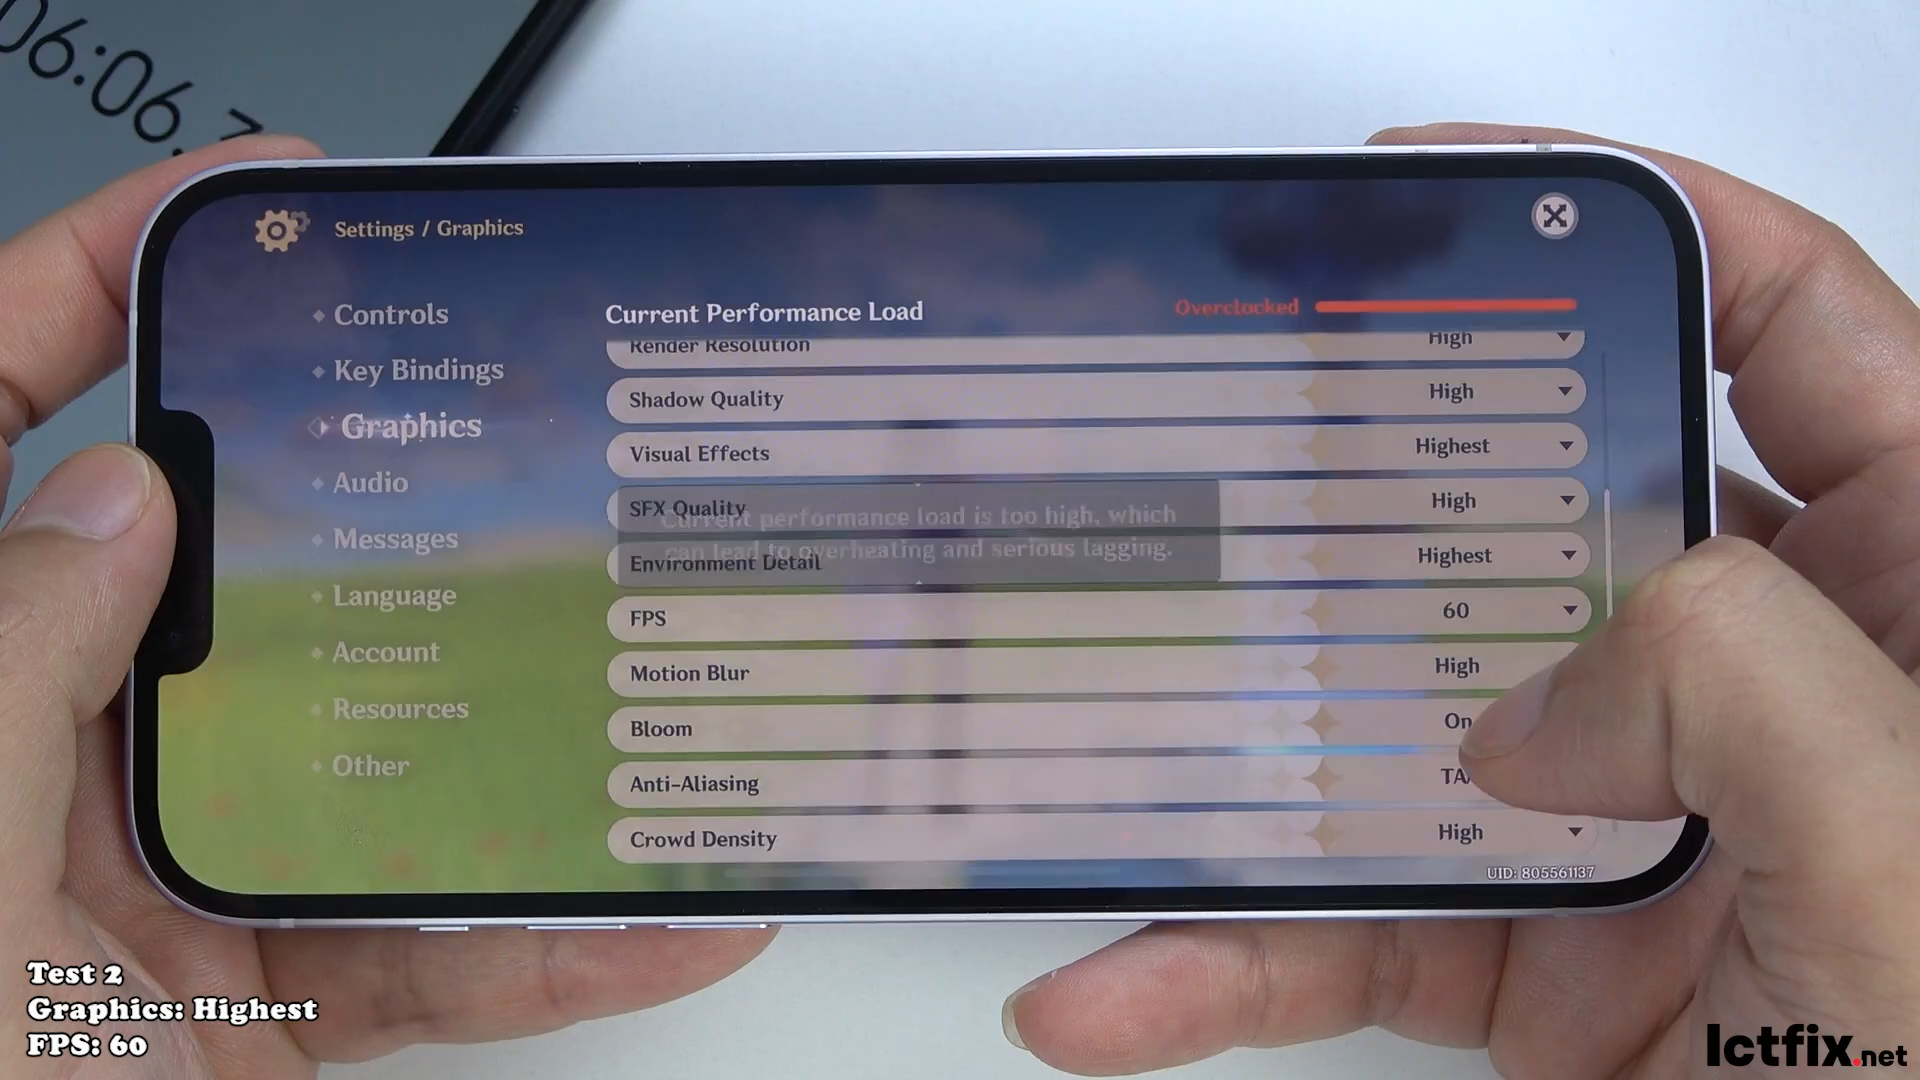 06:06.
Settings / Graphics
Controls
Key Bindings
Graphics
Audio
Messages
Language
Account
Resources
Other
Current Performance Load
Overclocked
Render Resolution High
Shadow Quality High
Visual Effects Highest
SFX Quality High
Current performance load is too high, which
can lead to overheating and serious lagging.
Environment Detail Highest
FPS 60
Motion Blur High
Bloom On
Anti-Aliasing TA
Crowd Density High
UID: 805561137
Test 2
Graphics: Highest
FPS: 60
Ictfix.net